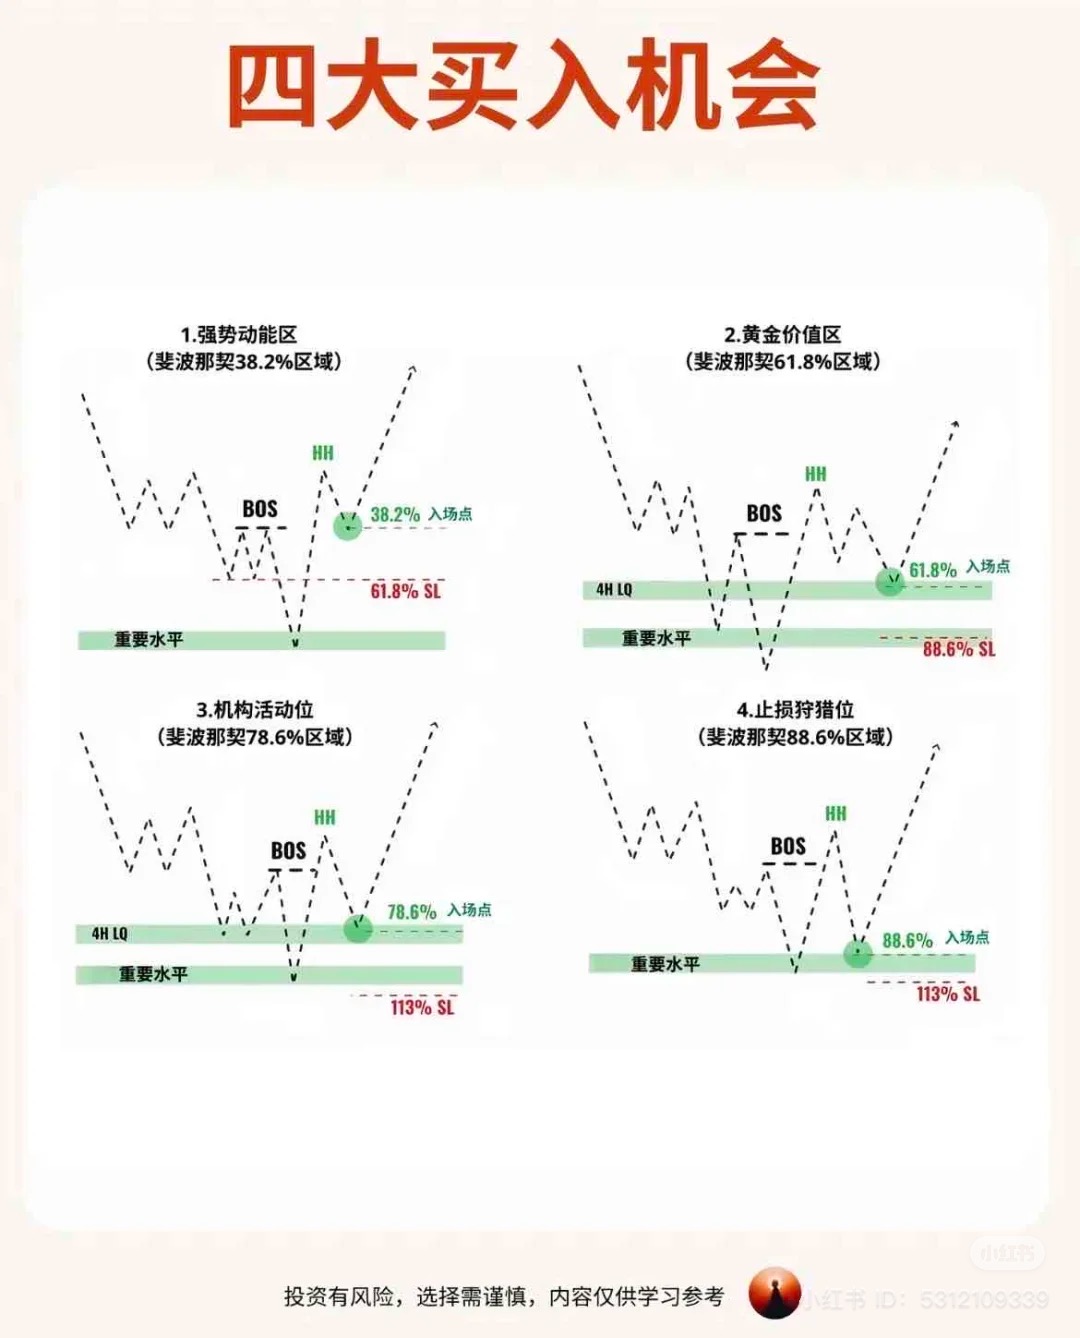 四大买入机会
1.强势动能区
（斐波那契38.2%区域）
HH
BOS
38.2% 入场点
61.8% SL
重要水平
2.黄金价值区
（斐波那契61.8%区域）
HH
BOS
61.8% 入场点
4H LQ
重要水平
88.6% SL
3.机构活动位
（斐波那契78.6%区域）
HH
BOS
78.6% 入场点
4H LQ
重要水平
113% SL
4.止损狩猎位
（斐波那契88.6%区域）
HH
BOS
88.6% 入场点
重要水平
113% SL
小红书
投资有风险，选择需谨慎，内容仅供学习参考
小红书 ID: 5312109339